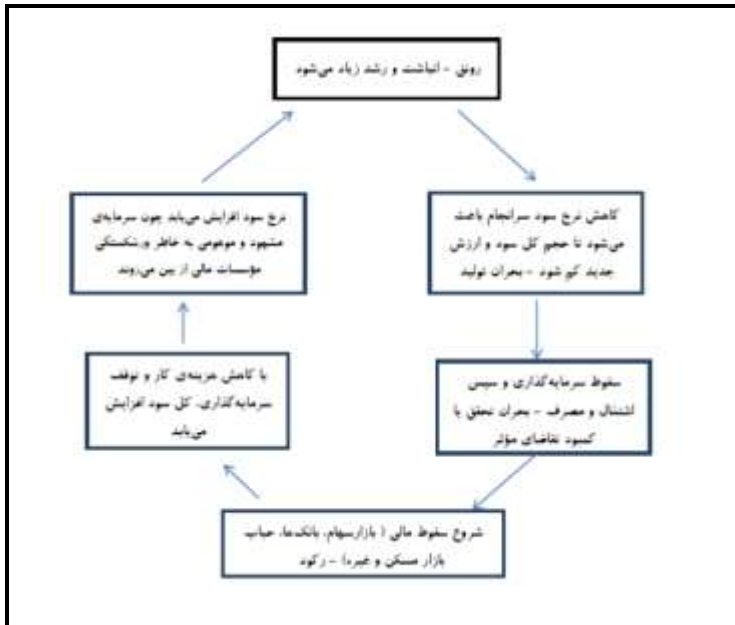 رونق - انباشت و رشد زیاد می‌شود
کاهش نرخ سود سرانجام باعث
می‌شود تا حجم کل سود و ارزش
جدید کم شود - بحران تولید
سقوط سرمایه‌گذاری و سپس
اشتغال و مصرف - بحران تحقق یا
کمبود تقاضای مؤثر
شروع سقوط مالی ( بازارسهام، بانک‌ها، حباب
بازار مسکن و غیره) - رکود
با کاهش هزینه‌ی کار و توقف
سرمایه‌گذاری، کل سود افزایش
می‌یابد
نرخ سود افزایش می‌یابد چون سرمایه‌ی
مشهود و موهومی به خاطر ورشکستگی
مؤسسات مالی از بین می‌روند